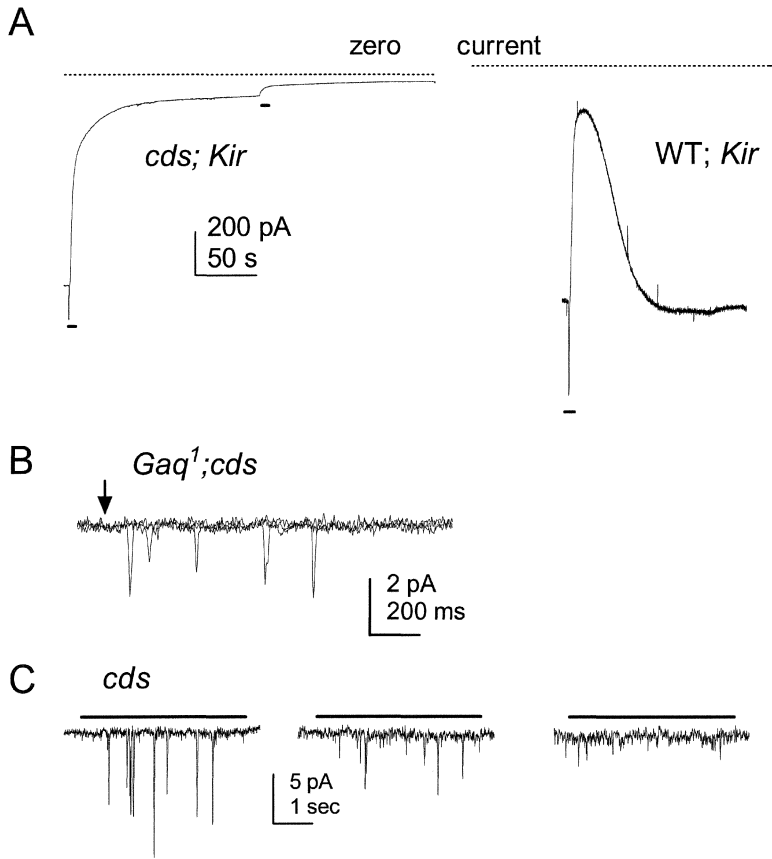 A
zero current
cds; Kir
WT; Kir
200 pA
50 s
B
Gaq¹;cds
2 pA
200 ms
C
cds
5 pA
1 sec